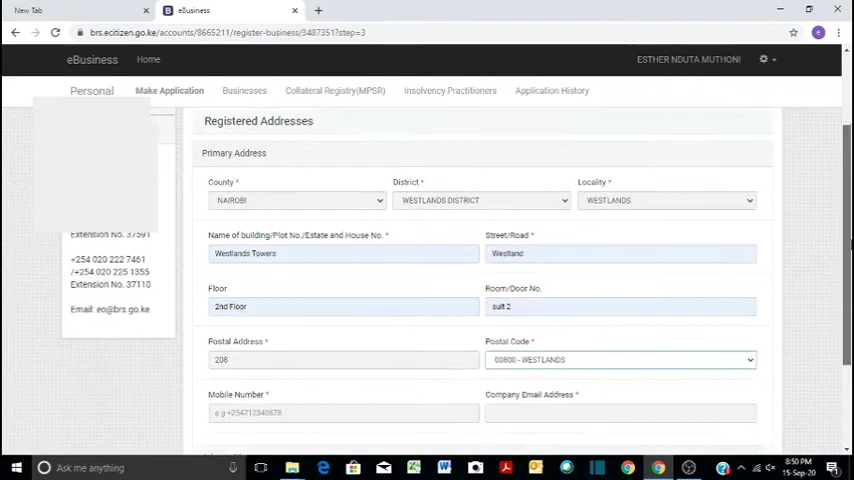 New Tab
eBusiness
brs.ecitizen.go.ke/accounts/8665211/register-business/3487351?step=3
e
eBusiness
Home
ESTHER NDUTA MUTHONI
Personal
Make Application
Businesses
Collateral Registry(MPSR)
Insolvency Practitioners
Application History
Registered Addresses
Primary Address
County *
District *
Locality *
NAIROBI
WESTLANDS DISTRICT
WESTLANDS
Extension No. 37591
+254 020 222 7461
/+254 020 225 1355
Extension No. 37110
Email: eo@brs.go.ke
Name of building/Plot No./Estate and House No. *
Street/Road *
Westlands Towers
Westland
Floor
Room/Door No.
2nd Floor
suit 2
Postal Address *
Postal Code *
208
00800 - WESTLANDS
Mobile Number *
Company Email Address *
e g +254712345678
Ask me anything
8:50 PM
15-Sep-20